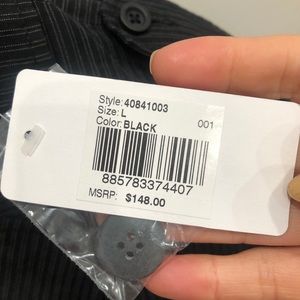 Style: 40841003
Size: L 001
Color: BLACK
885783374407
MSRP: $148.00